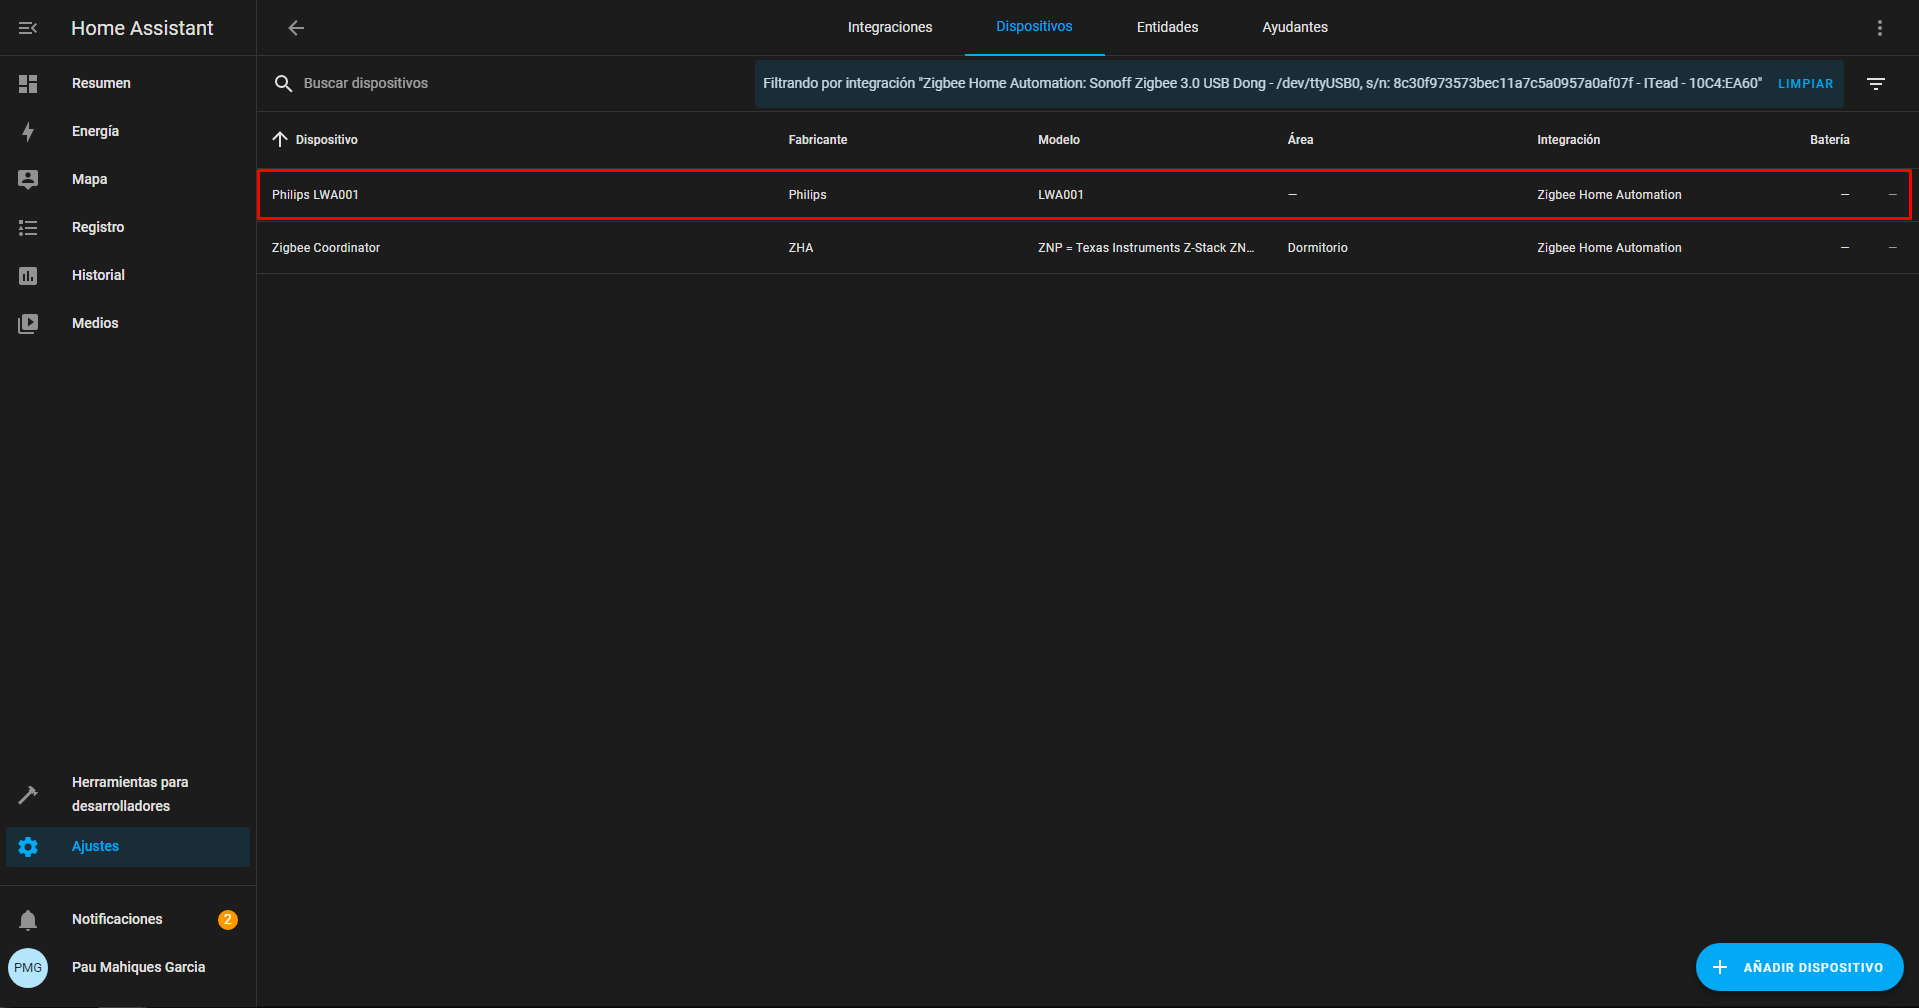 Home Assistant
Integraciones
Dispositivos
Entidades
Ayudantes
Resumen
Energía
Mapa
Registro
Historial
Medios
Herramientas para
desarrolladores
Ajustes
Notificaciones 2
PMG Pau Mahiques Garcia
Buscar dispositivos
Filtrando por integración "Zigbee Home Automation: Sonoff Zigbee 3.0 USB Dong - /dev/ttyUSB0, s/n: 8c30f973573bec11a7c5a0957a0af07f - ITead - 10C4:EA60" LIMPIAR
Dispositivo Fabricante Modelo Área Integración Batería
Philips LWA001 Philips LWA001 — Zigbee Home Automation — —
Zigbee Coordinator ZHA ZNP = Texas Instruments Z-Stack ZN... Dormitorio Zigbee Home Automation — —
AÑADIR DISPOSITIVO